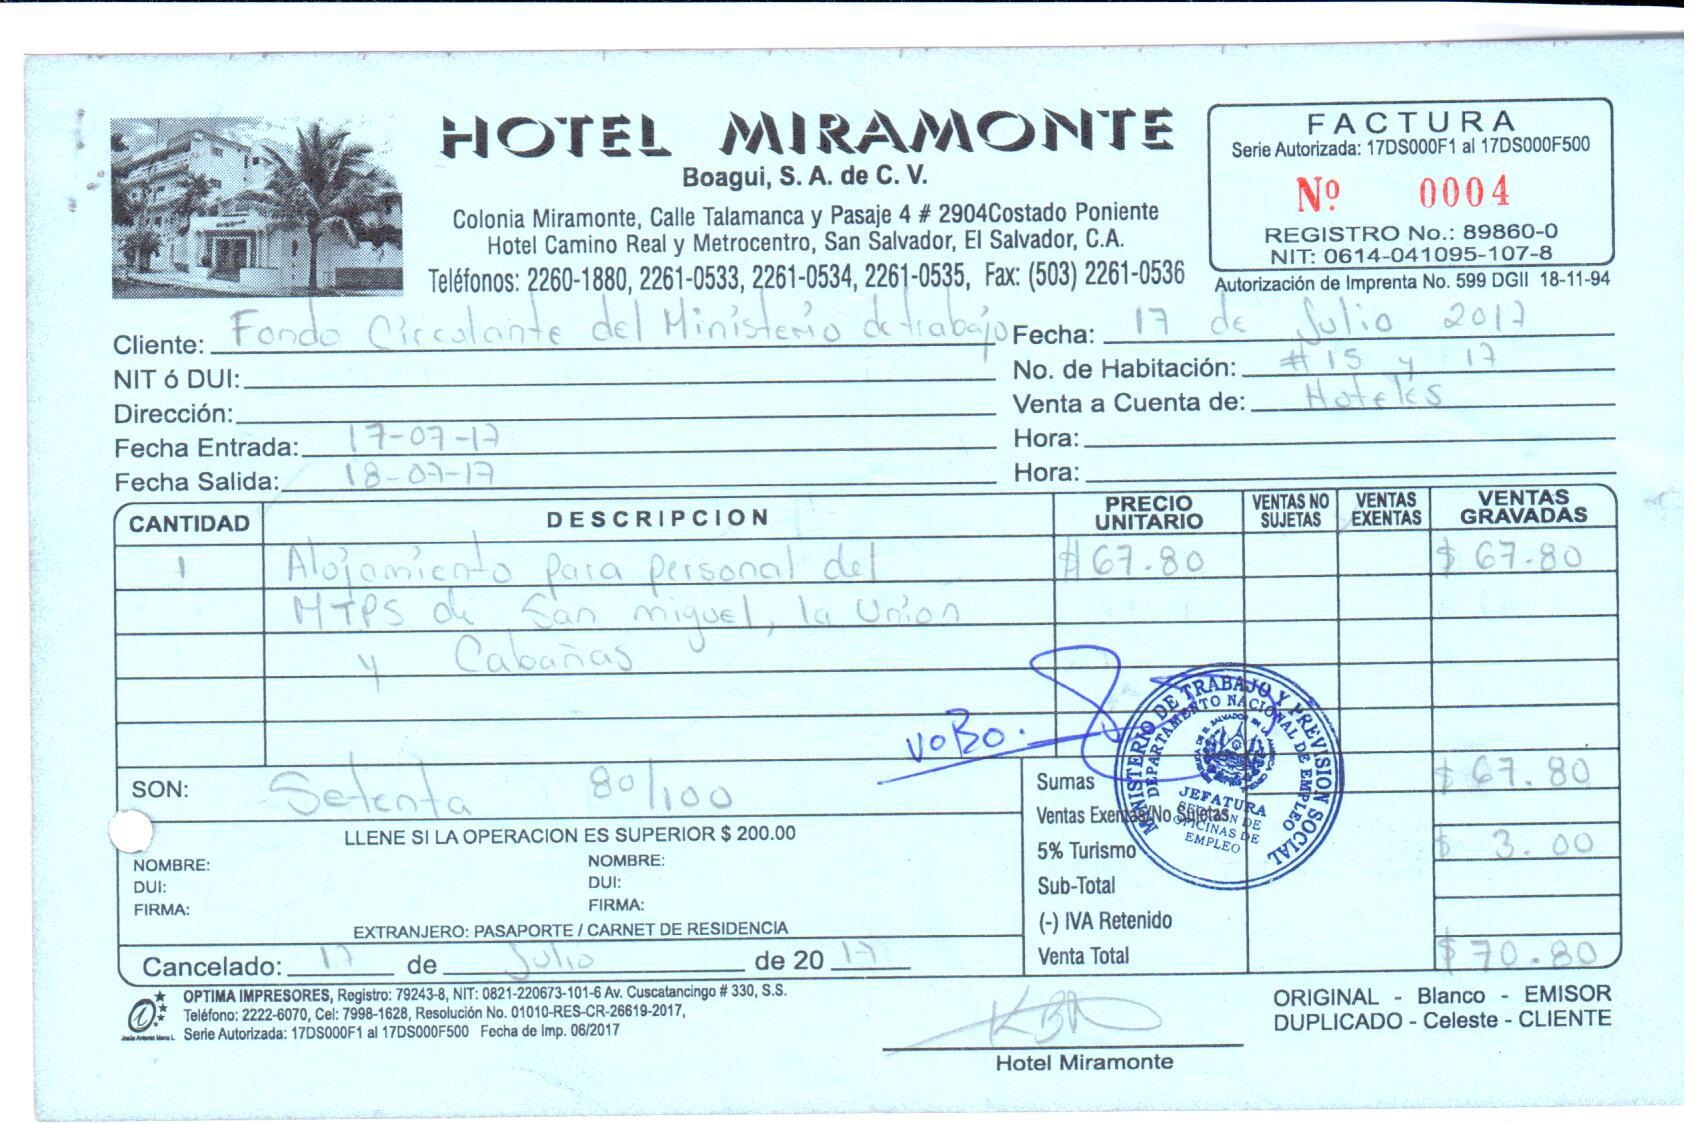 HOTEL MIRAMONTE
Boagui, S. A. de C. V.
Colonia Miramonte, Calle Talamanca y Pasaje 4 # 2904Costado Poniente
Hotel Camino Real y Metrocentro, San Salvador, El Salvador, C.A.
Teléfonos: 2260-1880, 2261-0533, 2261-0534, 2261-0535, Fax: (503) 2261-0536
FACTURA
Serie Autorizada: 17DS000F1 al 17DS000F500
Nº 0004
REGISTRO No.: 89860-0
NIT: 0614-041095-107-8
Autorización de Imprenta No. 599 DGII 18-11-94
Cliente: Fondo Circulante del Ministerio de trabajo
Fecha: 17 de Julio 2017
NIT ó DUI:
No. de Habitación: #15 y 17
Dirección:
Venta a Cuenta de: Hoteles
Fecha Entrada: 17-07-17
Hora:
Fecha Salida: 18-07-17
Hora:
CANTIDAD DESCRIPCION PRECIO UNITARIO VENTAS NO SUJETAS VENTAS EXENTAS VENTAS GRAVADAS
1 Alojamiento para personal del $67.80 $67.80
MTPS de San miguel, la Unión
y Cabañas
VoBo.
MINISTERIO DE TRABAJO Y PREVISION SOCIAL
DEPARTAMENTO NACIONAL DE EMPLEO
JEFATURA
SECCIÓN DE
OFICINAS DE
EMPLEO
SON: Setenta 80/100
Sumas $67.80
Ventas Exentas/No Sujetas
5% Turismo $3.00
Sub-Total
(-) IVA Retenido
Venta Total $70.80
LLENE SI LA OPERACION ES SUPERIOR $ 200.00
NOMBRE: NOMBRE:
DUI: DUI:
FIRMA: FIRMA:
EXTRANJERO: PASAPORTE / CARNET DE RESIDENCIA
Cancelado: 17 de Julio de 2017
OPTIMA IMPRESORES, Registro: 79243-8, NIT: 0821-220673-101-6 Av. Cuscatancingo # 330, S.S.
Teléfono: 2222-6070, Cel: 7998-1628, Resolución No. 01010-RES-CR-26619-2017,
Serie Autorizada: 17DS000F1 al 17DS000F500 Fecha de Imp. 06/2017
Hotel Miramonte
ORIGINAL - Blanco - EMISOR
DUPLICADO - Celeste - CLIENTE